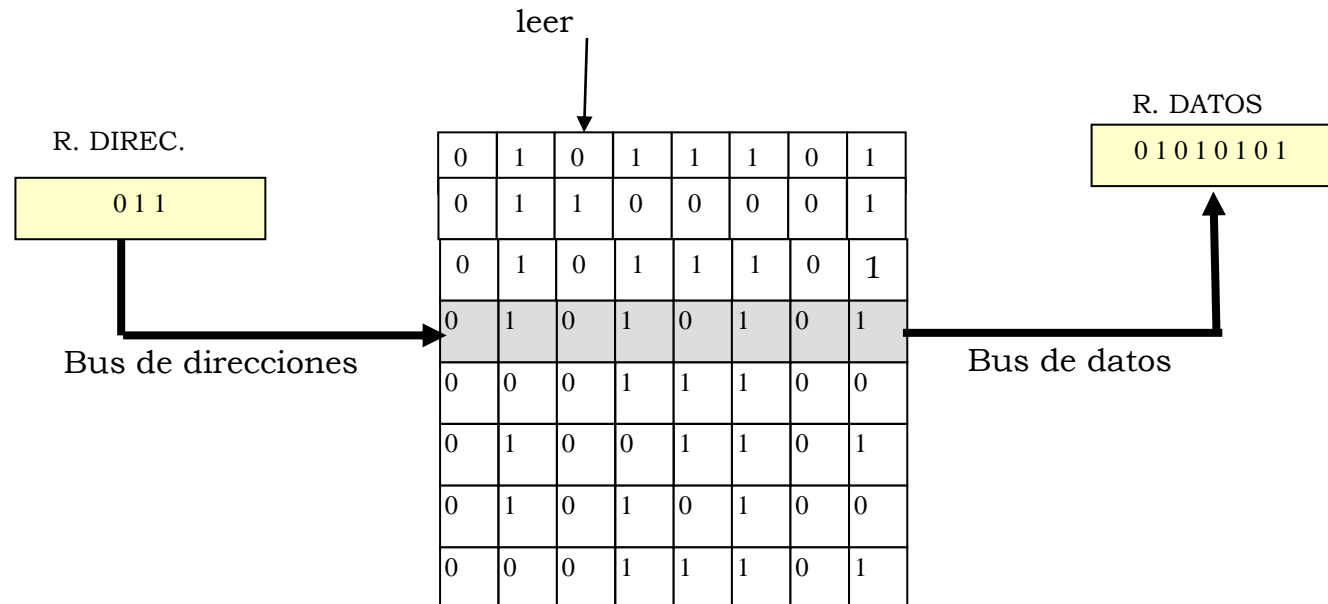 leer
R. DIREC.
0 1 1
R. DATOS
0 1 0 1 0 1 0 1
0 1 0 1 1 1 0 1
0 1 1 0 0 0 0 1
0 1 0 1 1 1 0 1
0 1 0 1 0 1 0 1
0 0 0 1 1 1 0 0
0 1 0 0 1 1 0 1
0 1 0 1 0 1 0 0
0 0 0 1 1 1 0 1
Bus de direcciones
Bus de datos